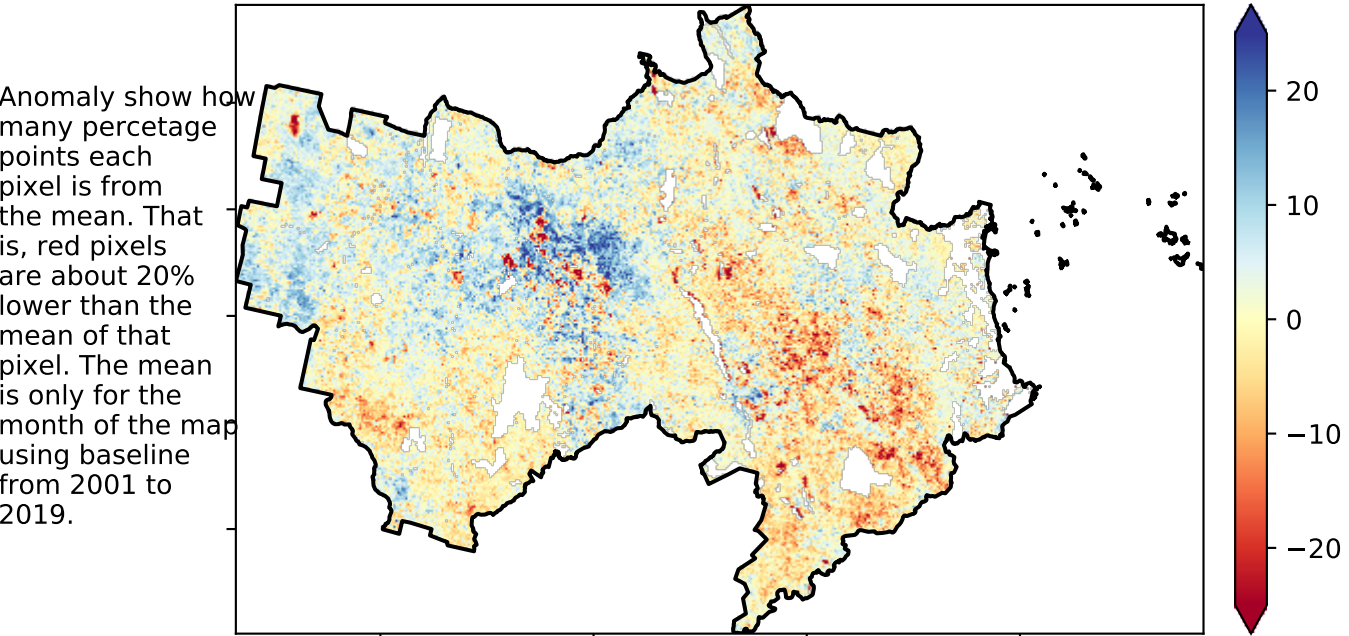 Anomaly show how
many percetage
points each
pixel is from
the mean. That
is, red pixels
are about 20%
lower than the
mean of that
pixel. The mean
is only for the
month of the map
using baseline
from 2001 to
2019.
20
10
0
−10
−20